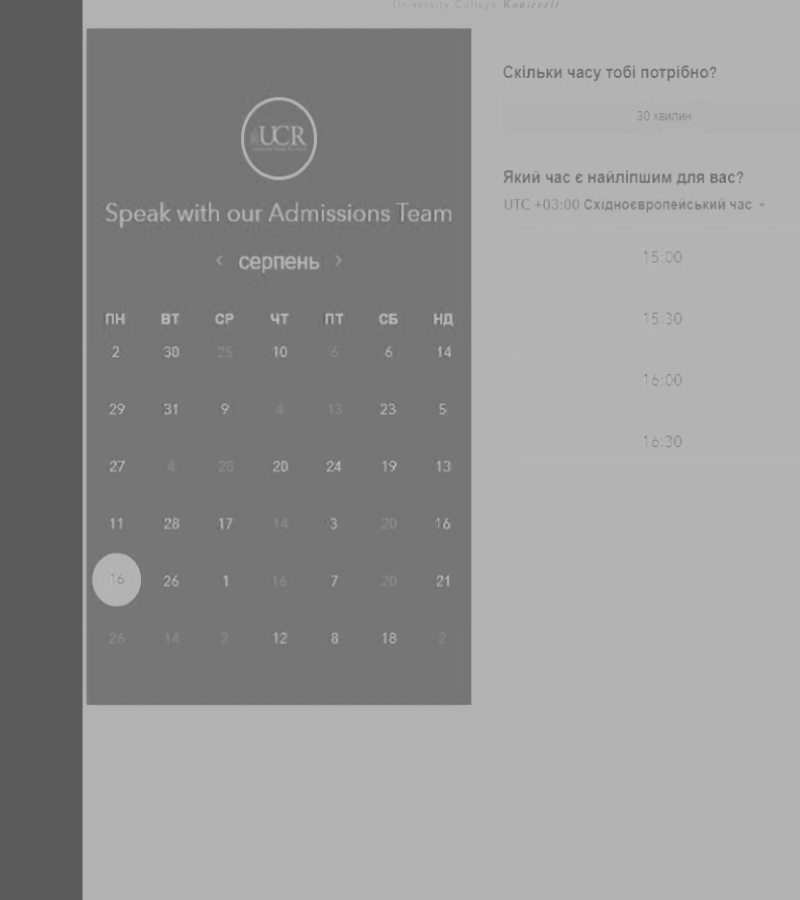 University College Roosevelt
UCR
Speak with our Admissions Team
< серпень >
ПН ВТ СР ЧТ ПТ СБ НД
2 30 25 10 6 6 14
29 31 9 4 13 23 5
27 4 28 20 24 19 13
11 28 17 14 3 20 16
16 26 1 16 7 20 21
26 14 2 12 8 18 2
Скільки часу тобі потрібно?
30 хвилин
Який час є найліпшим для вас?
UTC +03:00 Східноєвропейський час
15:00
15:30
16:00
16:30